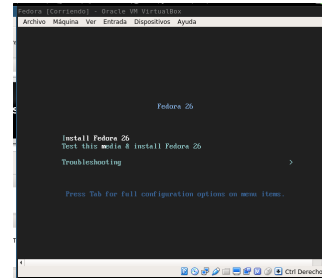 Fedora [Corriendo] - Oracle VM VirtualBox
Archivo Máquina Ver Entrada Dispositivos Ayuda
Fedora 26
Install Fedora 26
Test this media & install Fedora 26
Troubleshooting >
Press Tab for full configuration options on menu items.
Ctrl Derecho